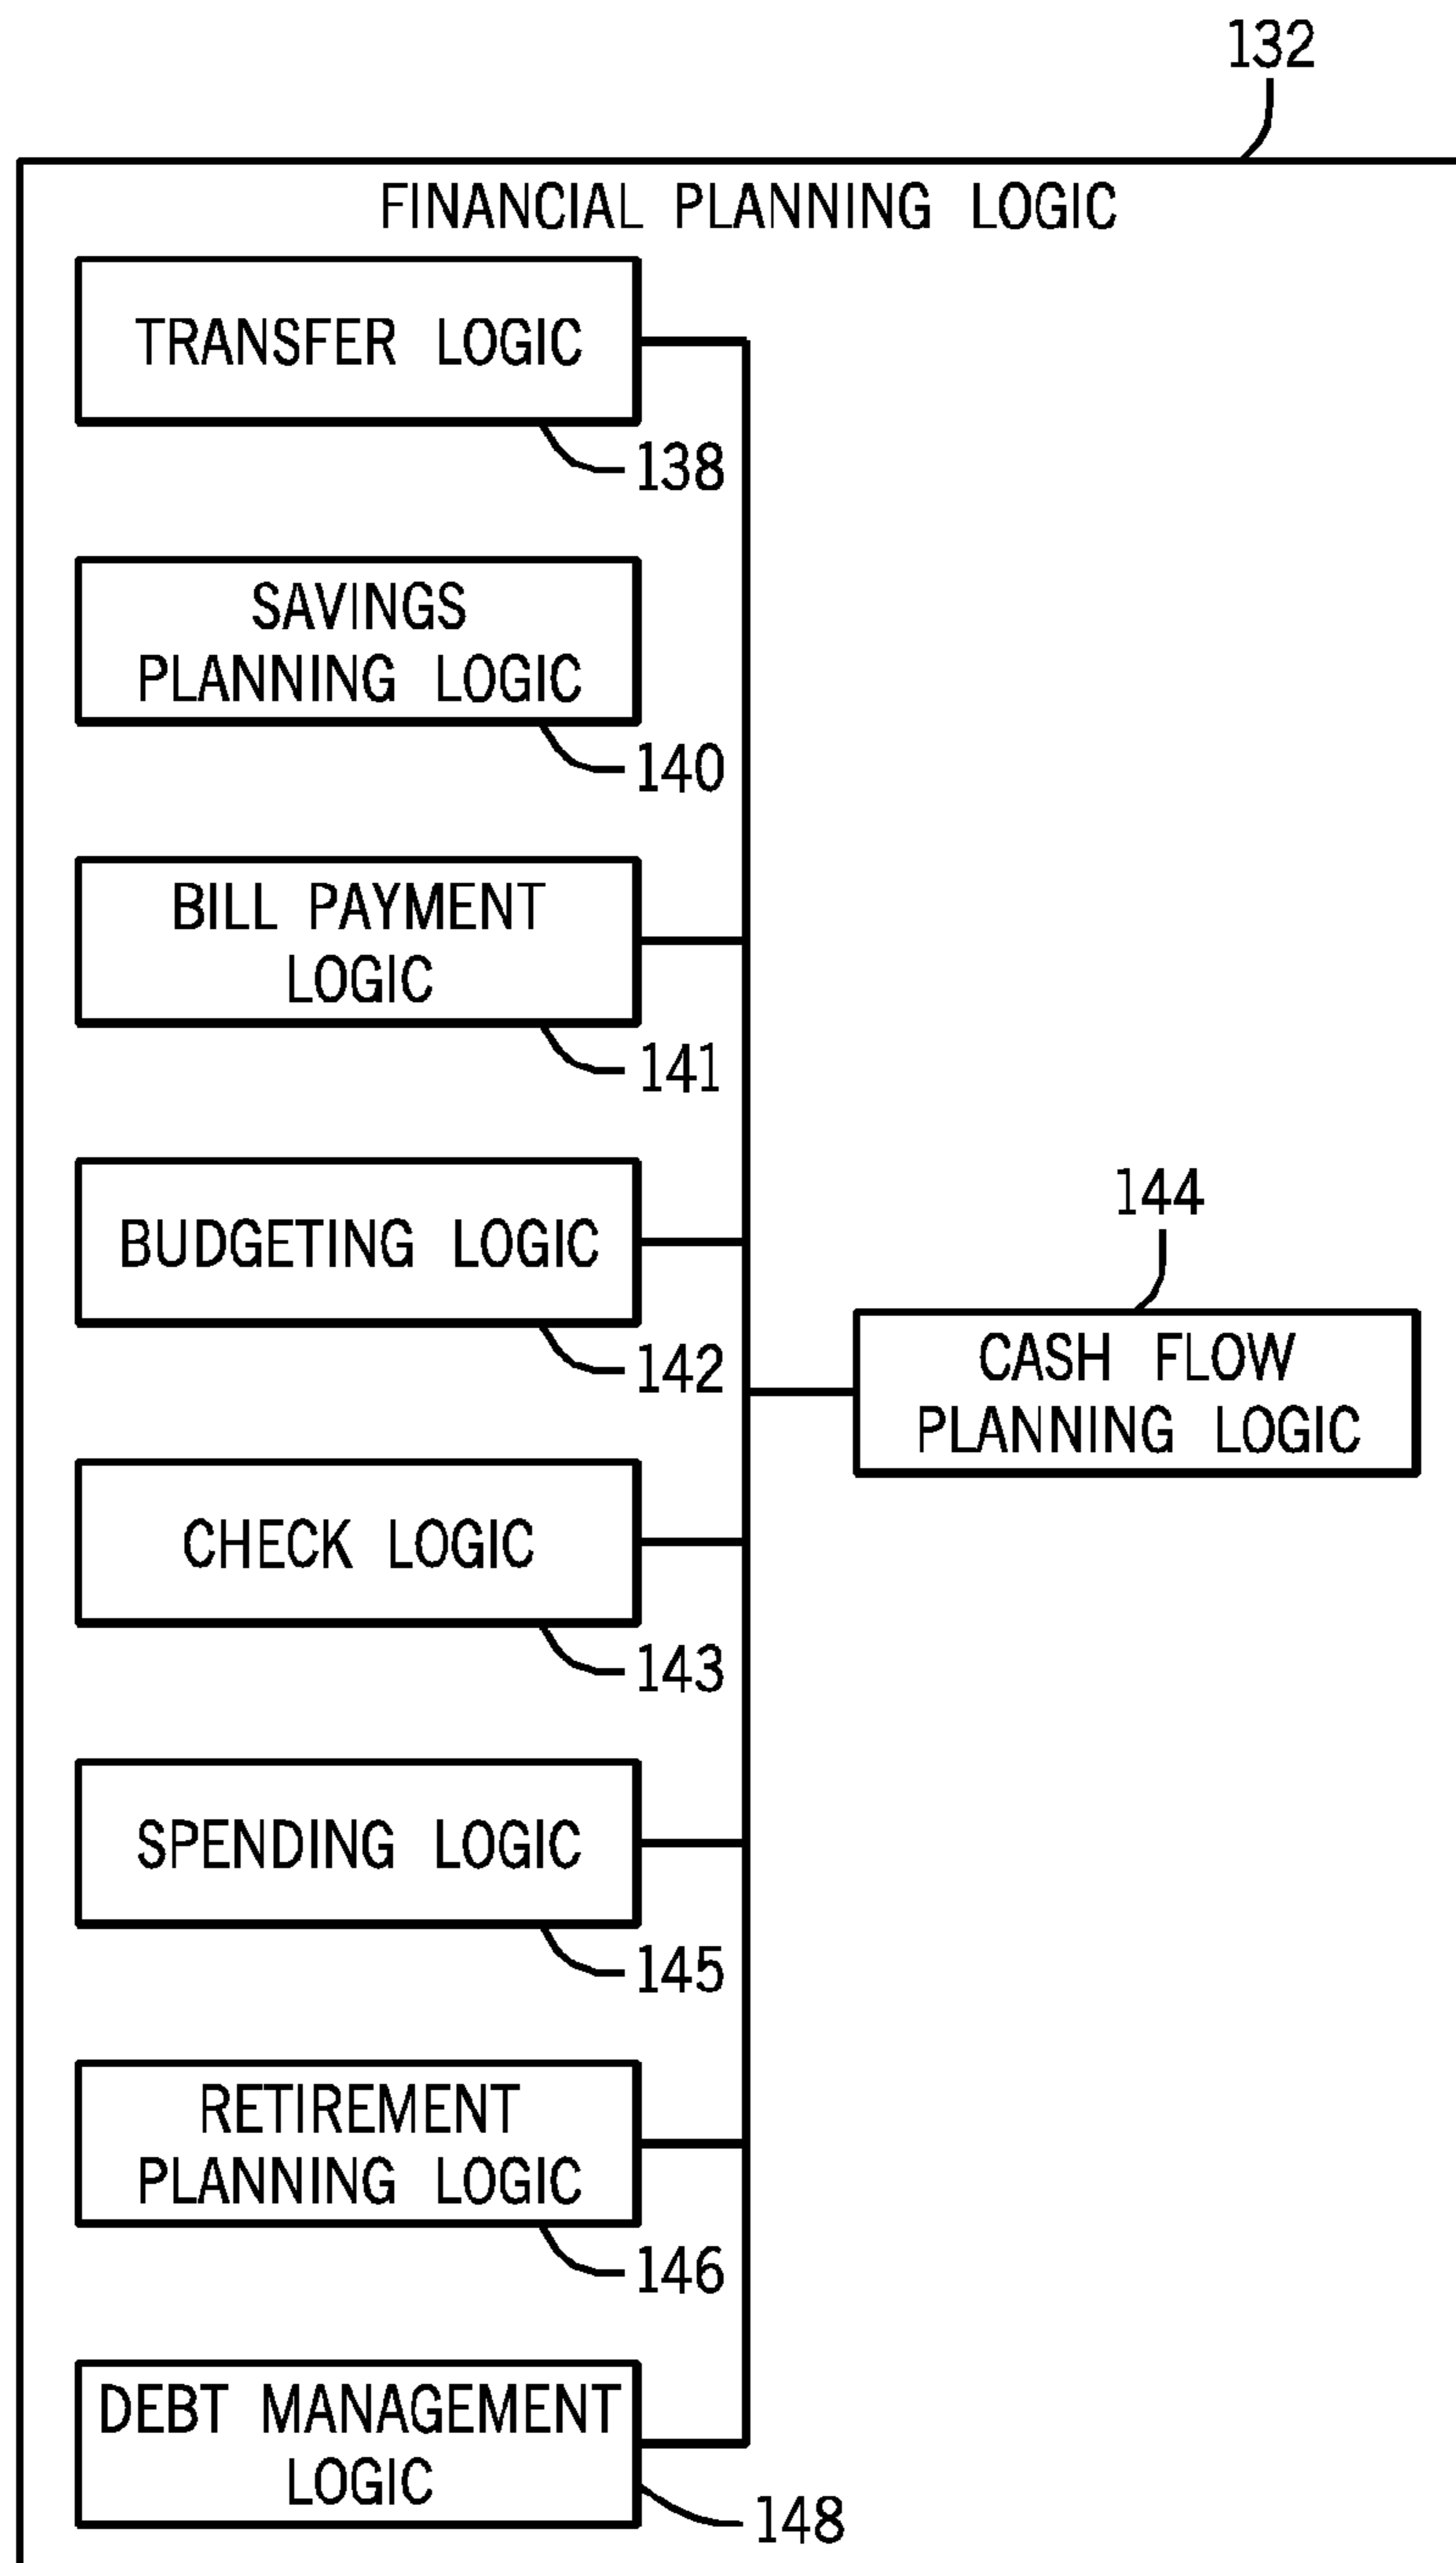 132
FINANCIAL PLANNING LOGIC
TRANSFER LOGIC
138
SAVINGS
PLANNING LOGIC
140
BILL PAYMENT
LOGIC
141
BUDGETING LOGIC
142
144
CASH FLOW
PLANNING LOGIC
CHECK LOGIC
143
SPENDING LOGIC
145
RETIREMENT
PLANNING LOGIC
146
DEBT MANAGEMENT
LOGIC
148